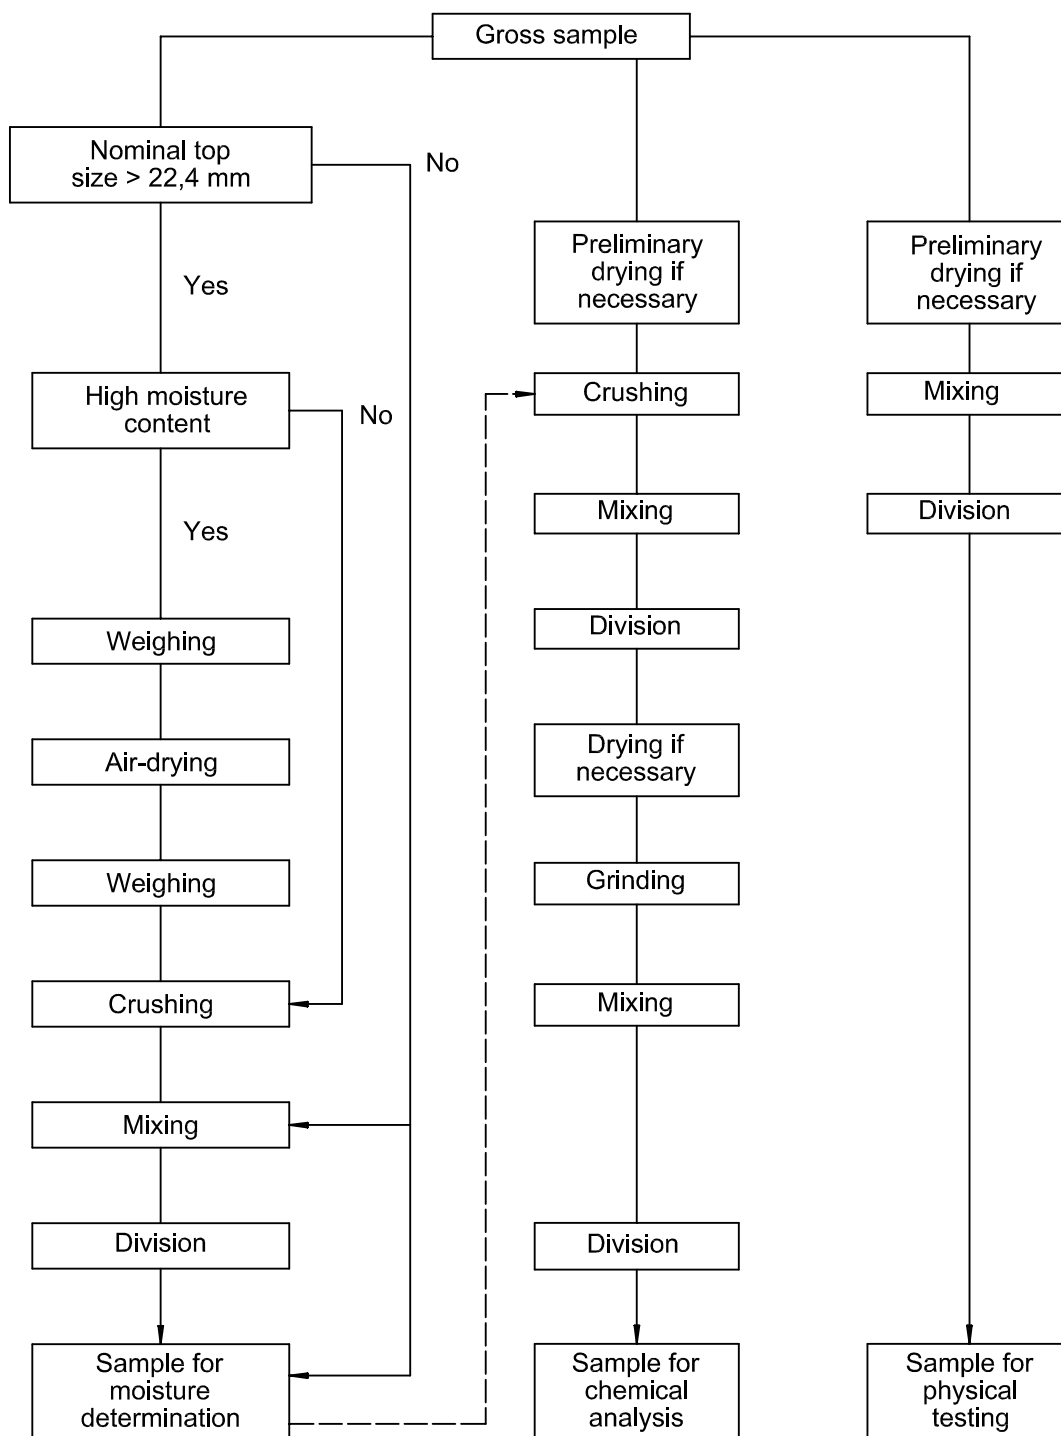 Gross sample
Nominal top
size > 22,4 mm
No
Yes
High moisture
content
No
Yes
Weighing
Air-drying
Weighing
Crushing
Mixing
Division
Sample for
moisture
determination
Preliminary
drying if
necessary
Crushing
Mixing
Division
Drying if
necessary
Grinding
Mixing
Division
Sample for
chemical
analysis
Preliminary
drying if
necessary
Mixing
Division
Sample for
physical
testing